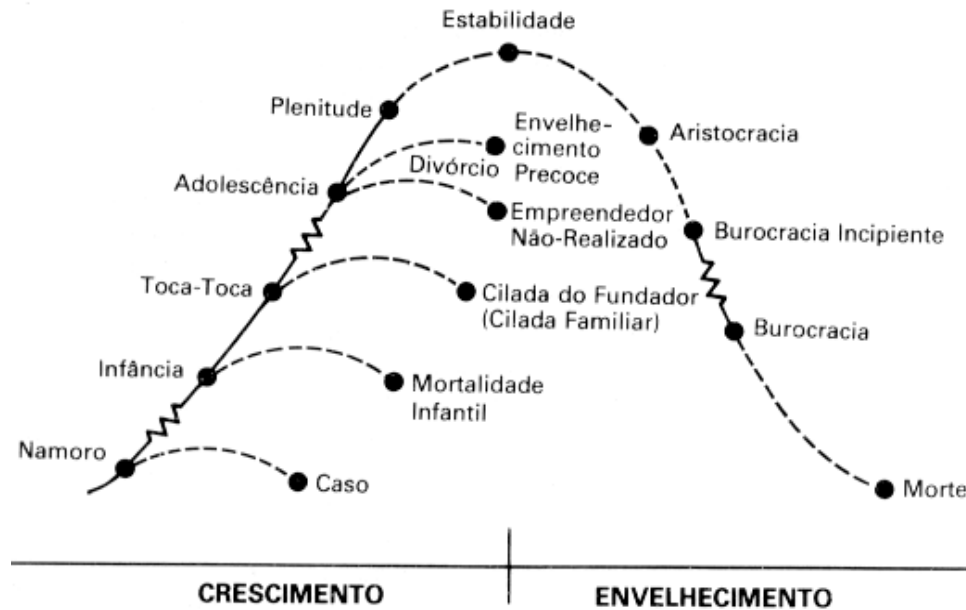 Estabilidade
Plenitude
Envelhe-
cimento
Precoce
Aristocracia
Divórcio
Adolescência
Empreendedor
Não-Realizado
Burocracia Incipiente
Toca-Toca
Cilada do Fundador
(Cilada Familiar)
Burocracia
Infância
Mortalidade
Infantil
Namoro
Caso
Morte
CRESCIMENTO
ENVELHECIMENTO